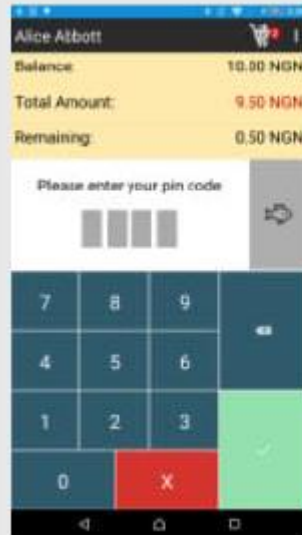 Alice Abbott
Balance 10.00 NGN
Total Amount: 9.50 NGN
Remaining: 0.50 NGN
Please enter your pin code
7 8 9
4 5 6
1 2 3
0 X